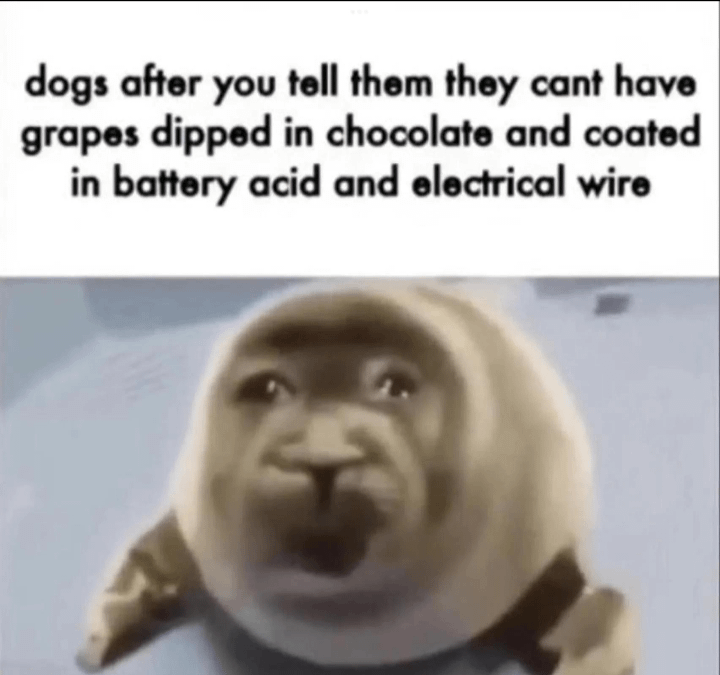 dogs after you tell them they cant have
grapes dipped in chocolate and coated
in battery acid and electrical wire